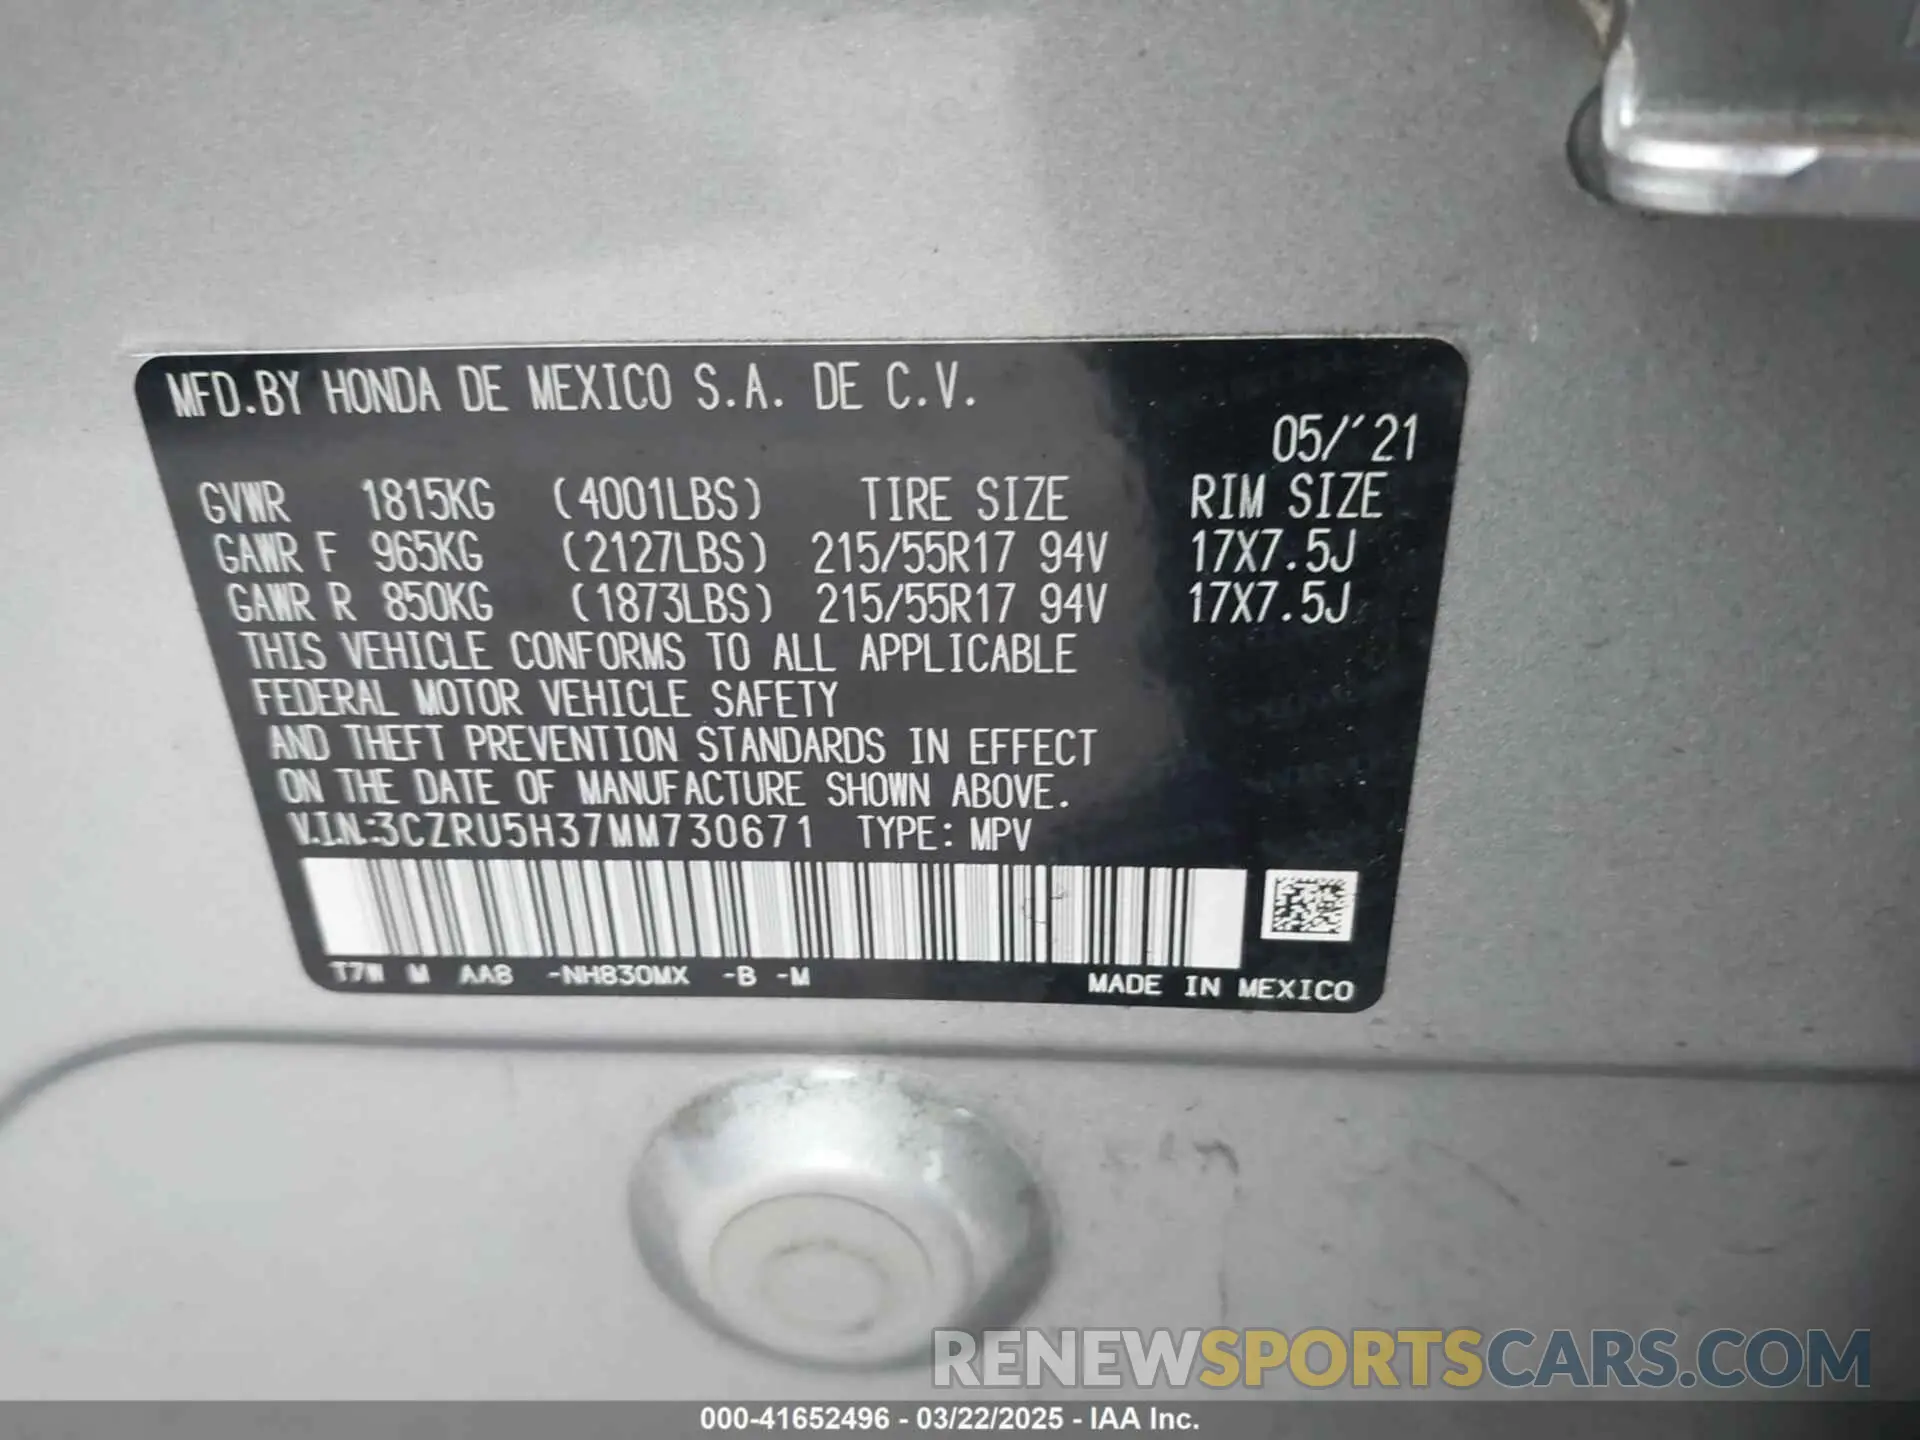 MFD.BY HONDA DE MEXICO S.A. DE C.V.
05/'21
GVWR 1815KG (4001LBS) TIRE SIZE RIM SIZE
GAWR F 965KG (2127LBS) 215/55R17 94V 17X7.5J
GAWR R 850KG (1873LBS) 215/55R17 94V 17X7.5J
THIS VEHICLE CONFORMS TO ALL APPLICABLE
FEDERAL MOTOR VEHICLE SAFETY
AND THEFT PREVENTION STANDARDS IN EFFECT
ON THE DATE OF MANUFACTURE SHOWN ABOVE.
V.I.N.:3CZRU5H37MM730671 TYPE: MPV
T7W M AA8 -NH830MX -B -M MADE IN MEXICO
RENEWSPORTSCARS.COM
000-41652496 - 03/22/2025 - IAA Inc.